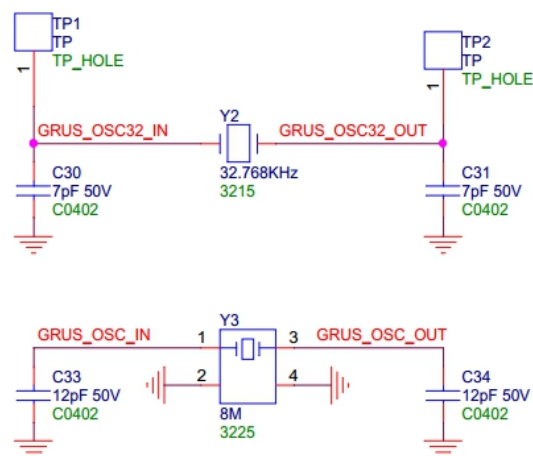 TP1
TP
TP_HOLE
1
TP2
TP
TP_HOLE
1
GRUS_OSC32_IN
Y2
GRUS_OSC32_OUT
32.768KHz
3215
C30
7pF 50V
C0402
C31
7pF 50V
C0402
GRUS_OSC_IN
Y3
GRUS_OSC_OUT
1
3
2
4
8M
3225
C33
12pF 50V
C0402
C34
12pF 50V
C0402